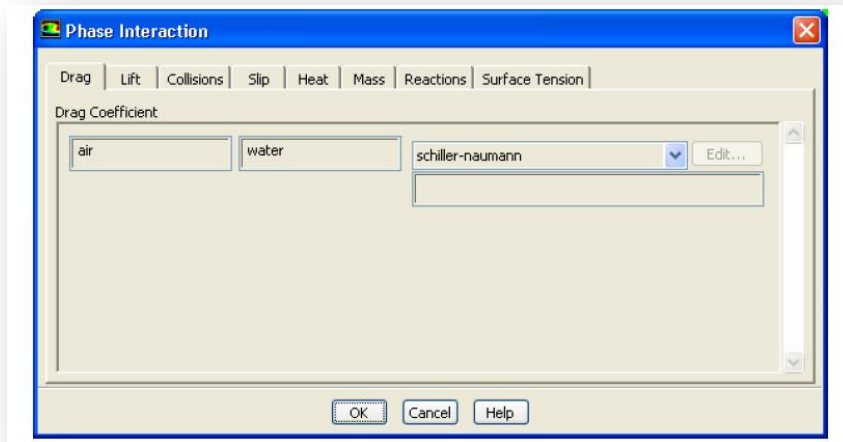 Phase Interaction
Drag Lift Collisions Slip Heat Mass Reactions Surface Tension
Drag Coefficient
air water schiller-naumann Edit...
OK Cancel Help